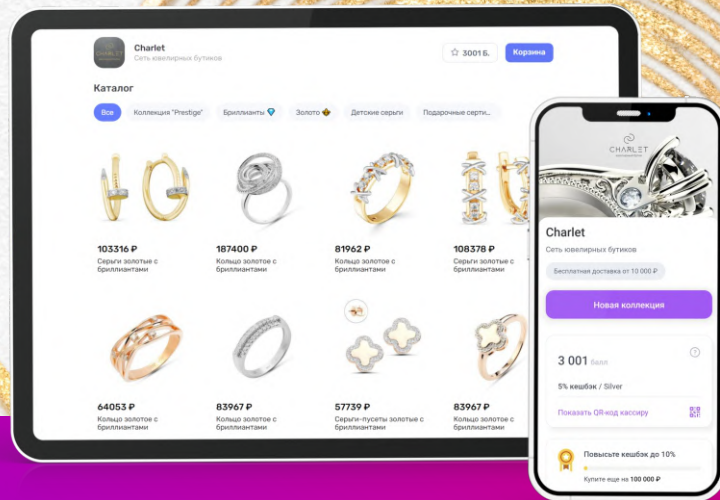 CHARLET
Charlet
Сеть ювелирных бутиков
3001 Б.
Корзина
Каталог
Все
Коллекция "Prestige"
Бриллианты
Золото
Детские серьги
Подарочные серти...
103316 ₽
Серьги золотые с
бриллиантами
187400 ₽
Кольцо золотое с
бриллиантами
81962 ₽
Кольцо золотое с
бриллиантами
108378 ₽
Серьги золотые с
бриллиантами
64053 ₽
Кольцо золотое с
бриллиантами
83967 ₽
Кольцо золотое с
бриллиантами
57739 ₽
Серьги-пусеты золотые с
бриллиантами
83967 ₽
Кольцо золотое с
бриллиантами
CHARLET
Charlet
Сеть ювелирных бутиков
Бесплатная доставка от 10 000 ₽
Новая коллекция
3 001 балл
?
5% кешбэк / Silver
Показать QR-код кассиру
Повысьте кешбэк до 10%
Купите еще на 100 000 ₽